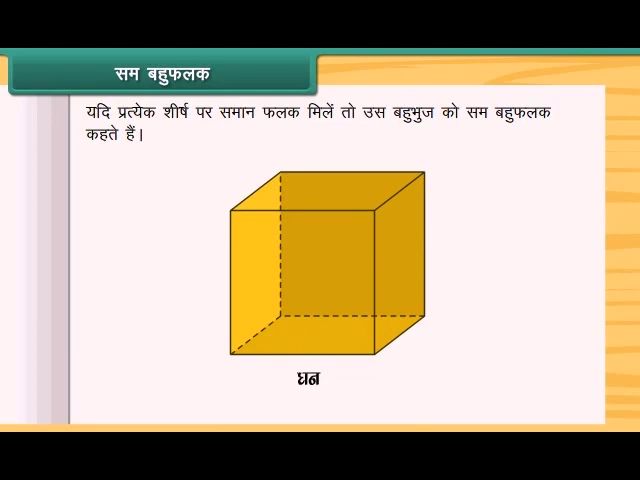 सम बहुफलक
यदि प्रत्येक शीर्ष पर समान फलक मिलें तो उस बहुभुज को सम बहुफलक
कहते हैं।
घन